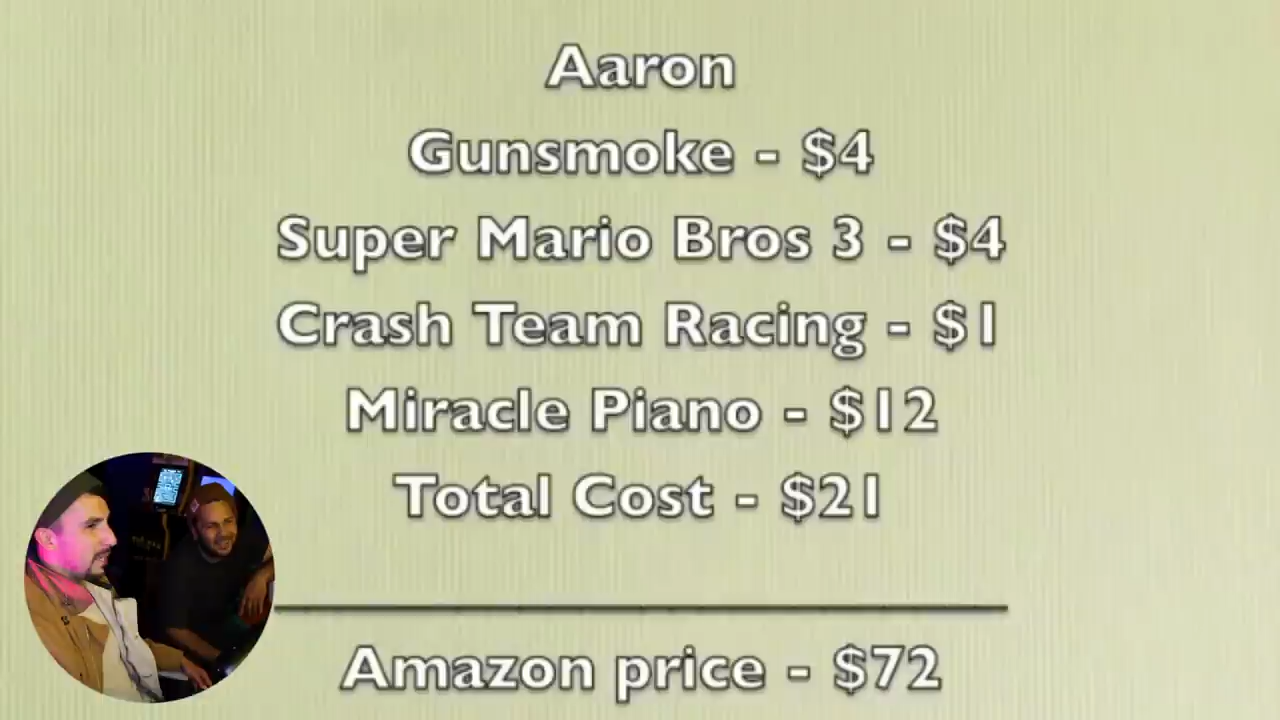 Aaron
Gunsmoke - $4
Super Mario Bros 3 - $4
Crash Team Racing - $1
Miracle Piano - $12
Total Cost - $21
Amazon price - $72